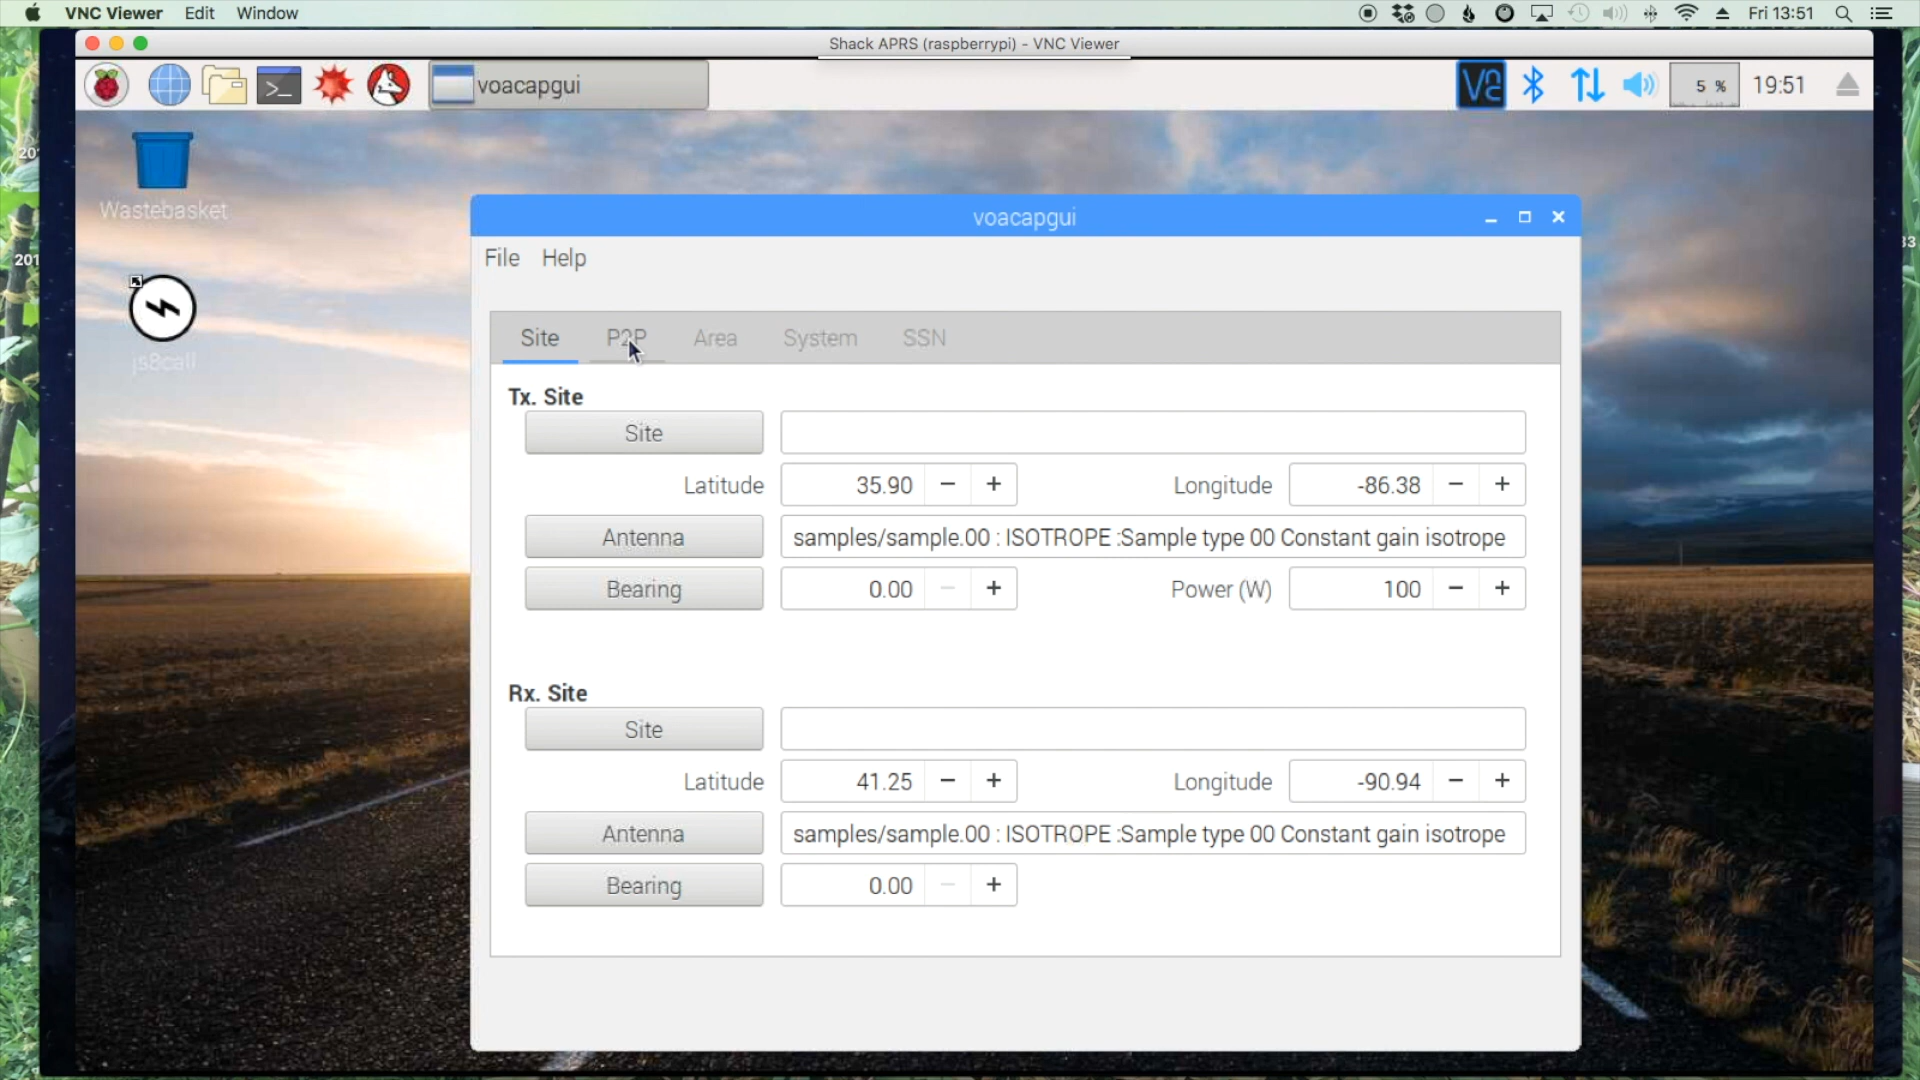 VNC Viewer Edit Window Fri 13:51
Shack APRS (raspberrypi) - VNC Viewer
voacapgui 5 % 19:51
Wastebasket
js8call
voacapgui
File Help
Site P2P Area System SSN
Tx. Site
Site
Latitude 35.90 − + Longitude -86.38 − +
Antenna samples/sample.00 : ISOTROPE :Sample type 00 Constant gain isotrope
Bearing 0.00 − + Power (W) 100 − +
Rx. Site
Site
Latitude 41.25 − + Longitude -90.94 − +
Antenna samples/sample.00 : ISOTROPE :Sample type 00 Constant gain isotrope
Bearing 0.00 − +